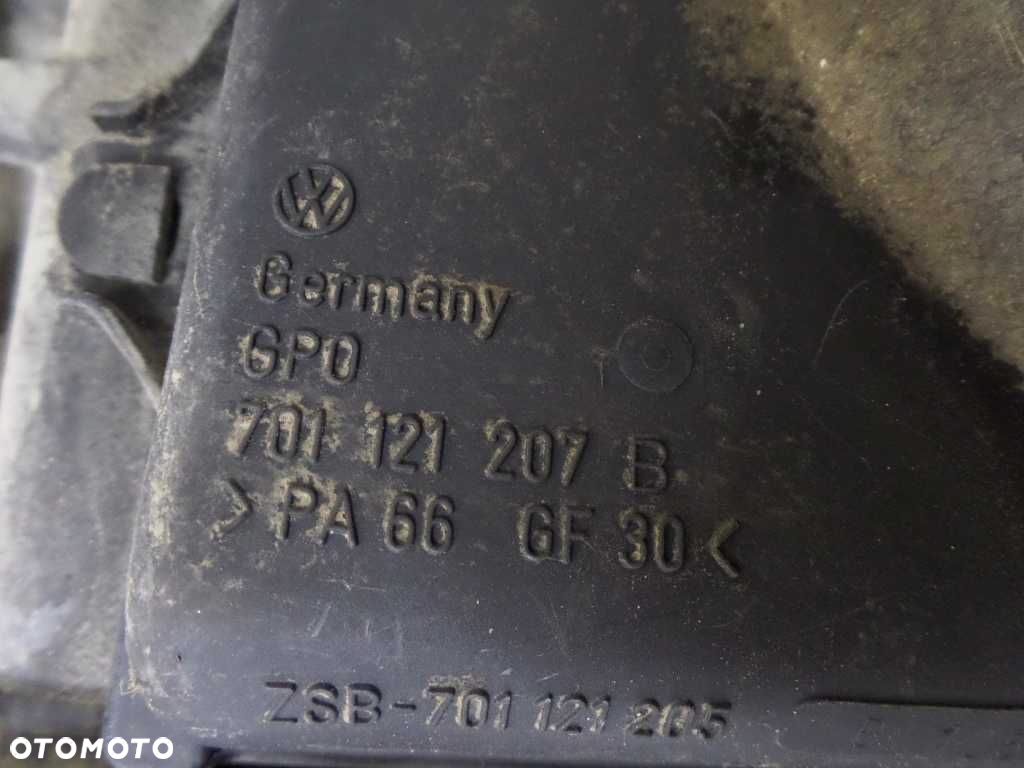 Germany
GPO
701 121 207 B
>PA 66 GF 30<
ZSB-701 121 205
OTOMOTO